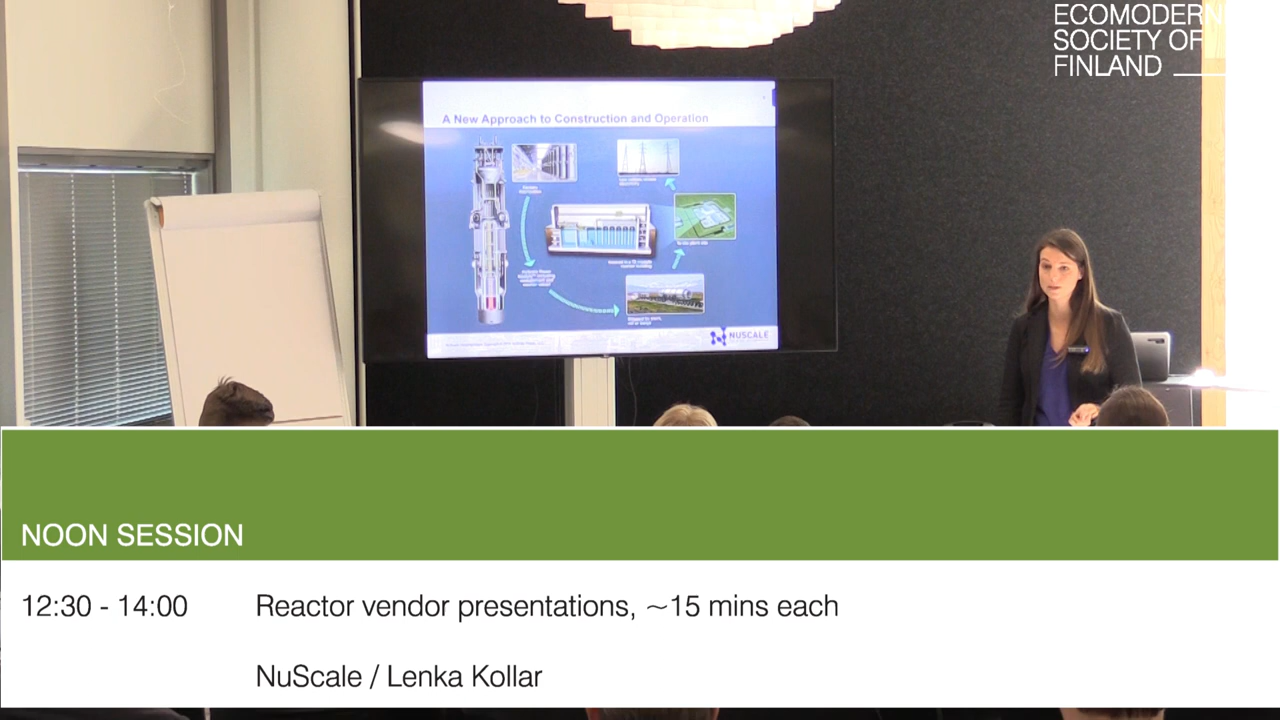 ECOMODERNI
SOCIETY OF
FINLAND
A New Approach to Construction and Operation
NUSCALE
NOON SESSION
12:30 - 14:00 Reactor vendor presentations, ~15 mins each
NuScale / Lenka Kollar